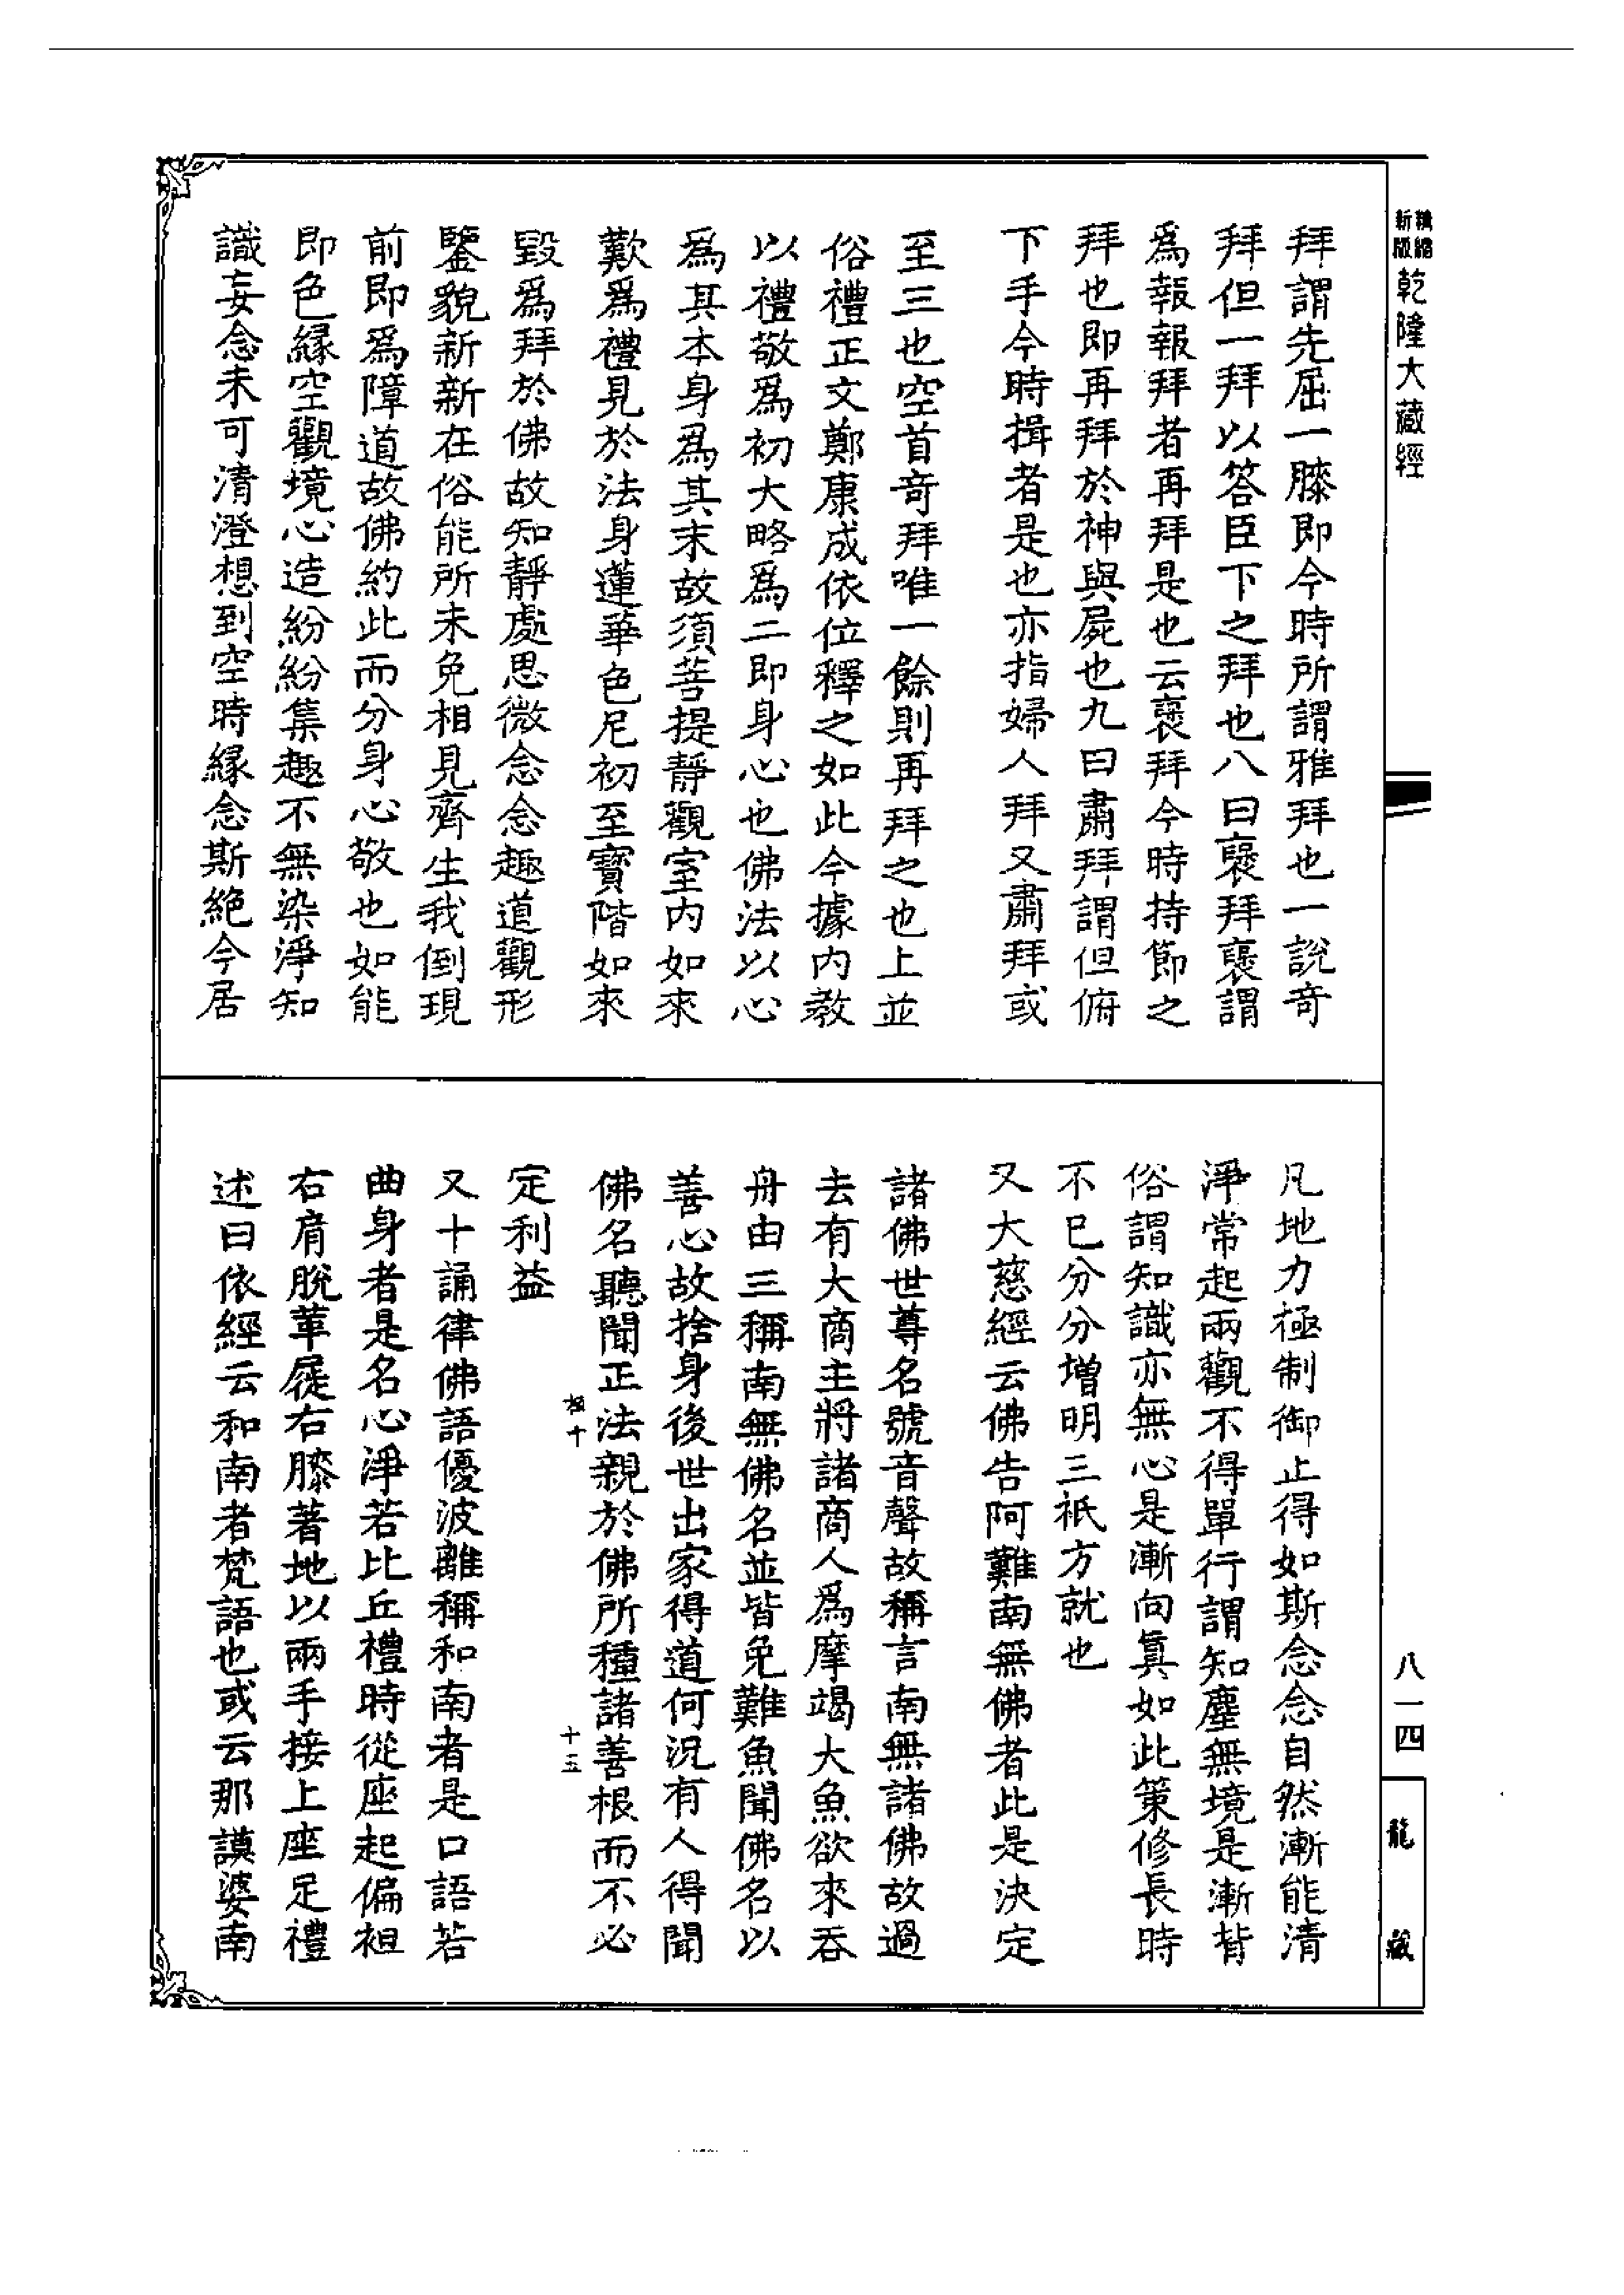 新版
精縮
乾隆大藏經
拜謂先屈一膝即今時所謂雅拜也一說奇
拜但一拜以答臣下之拜也八曰襃拜襃謂
爲報報拜者再拜是也云襃拜今時持節之
拜也即再拜於神與屍也九曰肅拜謂但俯
下手今時揖者是也亦指婦人拜又肅拜或
至三也空首奇拜唯一餘則再拜之也上並
俗禮正文鄭康成依位釋之如此今據内教
以禮敬爲初大略爲二即身心也佛法以心
爲其本身爲其末故須菩提靜觀室内如來
歎爲禮見於法身蓮華色尼初至寶階如來
毀爲拜於佛故知靜處思微念念趣道觀形
鑒貌新新在俗能所未免相見齊生我倒現
前即爲障道故佛約此而分身心敬也如能
即色縁空觀境心造紛紛集趣不無染淨知
識妄念未可清澄想到空時縁念斯絶今居
凡地力極制御止得如斯念念自然漸能清
淨常起兩觀不得單行謂知塵無境是漸背
俗謂知識亦無心是漸向真如此策修長時
不已分分增明三祇方就也
又大慈經云佛告阿難南無佛者此是決定
諸佛世尊名號音聲故稱言南無諸佛故過
去有大商主將諸商人爲摩竭大魚欲來吞
舟由三稱南無佛名並皆免難魚聞佛名以
善心故捨身後世出家得道何況有人得聞
佛名聽聞正法親於佛所種諸善根而不必
定利益
又十誦律佛語優波離稱和南者是口語若
曲身者是名心淨若比丘禮時從座起偏袒
右肩脫革屣右膝著地以兩手接上座足禮
述曰依經云和南者梵語也或云那謨婆南
十五
八一四
龍藏